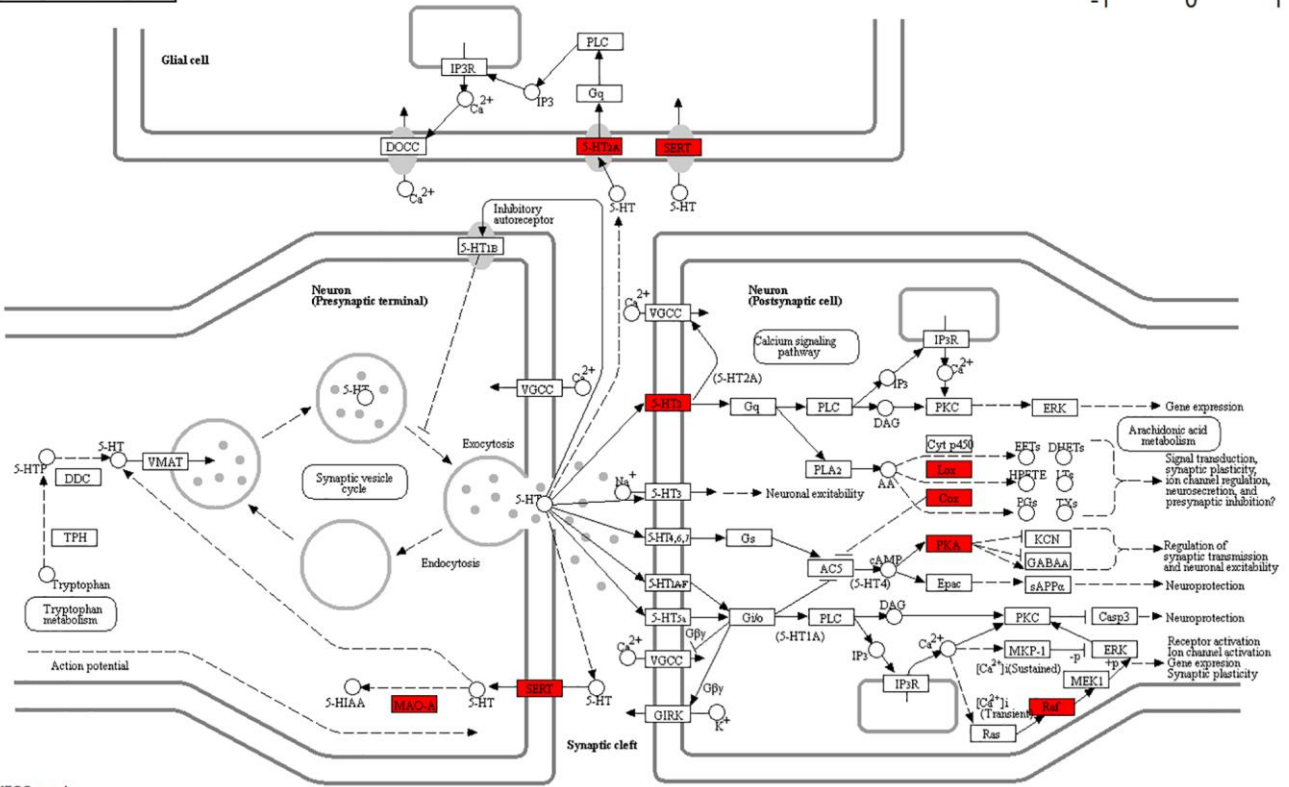 -1 0 1
Glial cell
PLC
IP3R
Gq
IP3
Ca2+
DOCC
5-HT2A
SERT
Ca2+
5-HT
5-HT
Inhibitory
autoreceptor
5-HT1B
Neuron
(Presynaptic terminal)
5-HT
VGCC
Ca2+
Exocytosis
5-HT
5-HTP
VMAT
DDC
Synaptic vesicle
cycle
5-HT
TPH
Endocytosis
Tryptophan
Tryptophan
metabolism
Action potential
5-HIAA
MAO-A
5-HT
SERT
5-HT
Synaptic cleft
Neuron
(Postsynaptic cell)
Ca2+
VGCC
Calcium signaling
pathway
IP3R
(5-HT2A)
IP3
Ca2+
5-HT2
Gq
PLC
DAG
PKC
ERK
Gene expression
Arachidonic acid
metabolism
Cyt p450
EETs
DHETs
PLA2
AA
Lox
HPETE
LTs
Cox
PGs
TXs
Signal transduction,
synaptic plasticity,
ion channel regulation,
neurosecretion, and
presynaptic inhibition?
Na+
5-HT3
Neuronal excitability
5-HT4,6,7
Gs
AC5
cAMP
(5-HT4)
PKA
KCN
GABAA
Regulation of
synaptic transmission
and neuronal excitability
Epac
sAPPα
Neuroprotection
5-HT1A-F
5-HT5a
Gi/o
Gβγ
(5-HT1A)
PLC
DAG
PKC
Casp3
Neuroprotection
Ca2+
VGCC
IP3
Ca2+
MKP-1
-p
ERK
+p
Receptor activation
Ion channel activation
Gene expresion
Synaptic plasticity
[Ca2+]i(Sustained)
MEK1
Gβγ
IP3R
GIRK
K+
[Ca2+]i
(Transient)
Raf
Ras